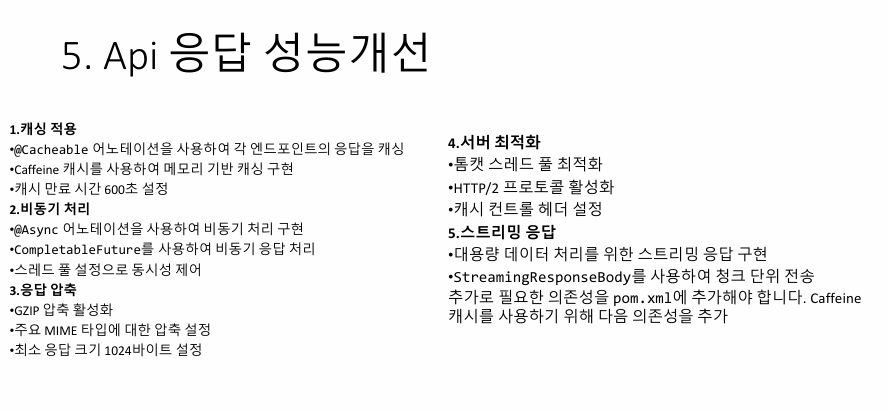 5. Api 응답 성능개선
1.캐싱 적용
•@Cacheable 어노테이션을 사용하여 각 엔드포인트의 응답을 캐싱
•Caffeine 캐시를 사용하여 메모리 기반 캐싱 구현
•캐시 만료 시간 600초 설정
2.비동기 처리
•@Async 어노테이션을 사용하여 비동기 처리 구현
•CompletableFuture를 사용하여 비동기 응답 처리
•스레드 풀 설정으로 동시성 제어
3.응답 압축
•GZIP 압축 활성화
•주요 MIME 타입에 대한 압축 설정
•최소 응답 크기 1024바이트 설정
4.서버 최적화
•톰캣 스레드 풀 최적화
•HTTP/2 프로토콜 활성화
•캐시 컨트롤 헤더 설정
5.스트리밍 응답
•대용량 데이터 처리를 위한 스트리밍 응답 구현
•StreamingResponseBody를 사용하여 청크 단위 전송
추가로 필요한 의존성을 pom.xml에 추가해야 합니다. Caffeine
캐시를 사용하기 위해 다음 의존성을 추가